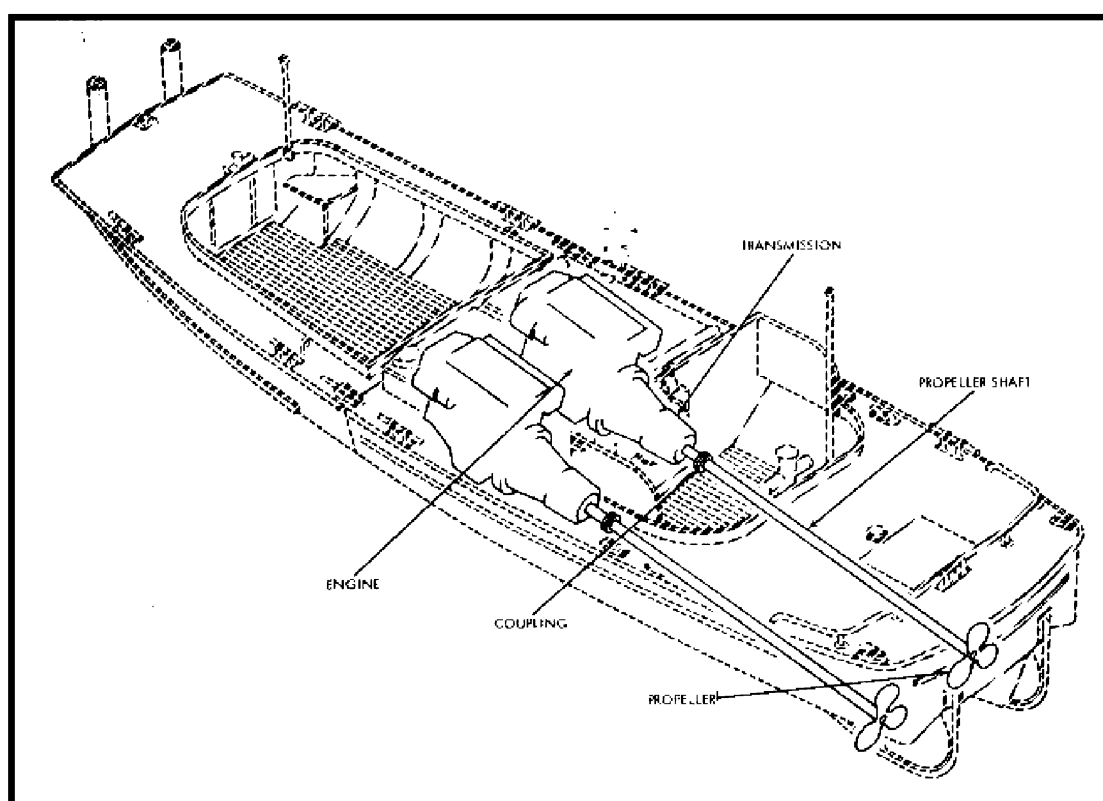 TRANSMISSION
PROPELLER SHAFT
ENGINE
COUPLING
PROPELLER